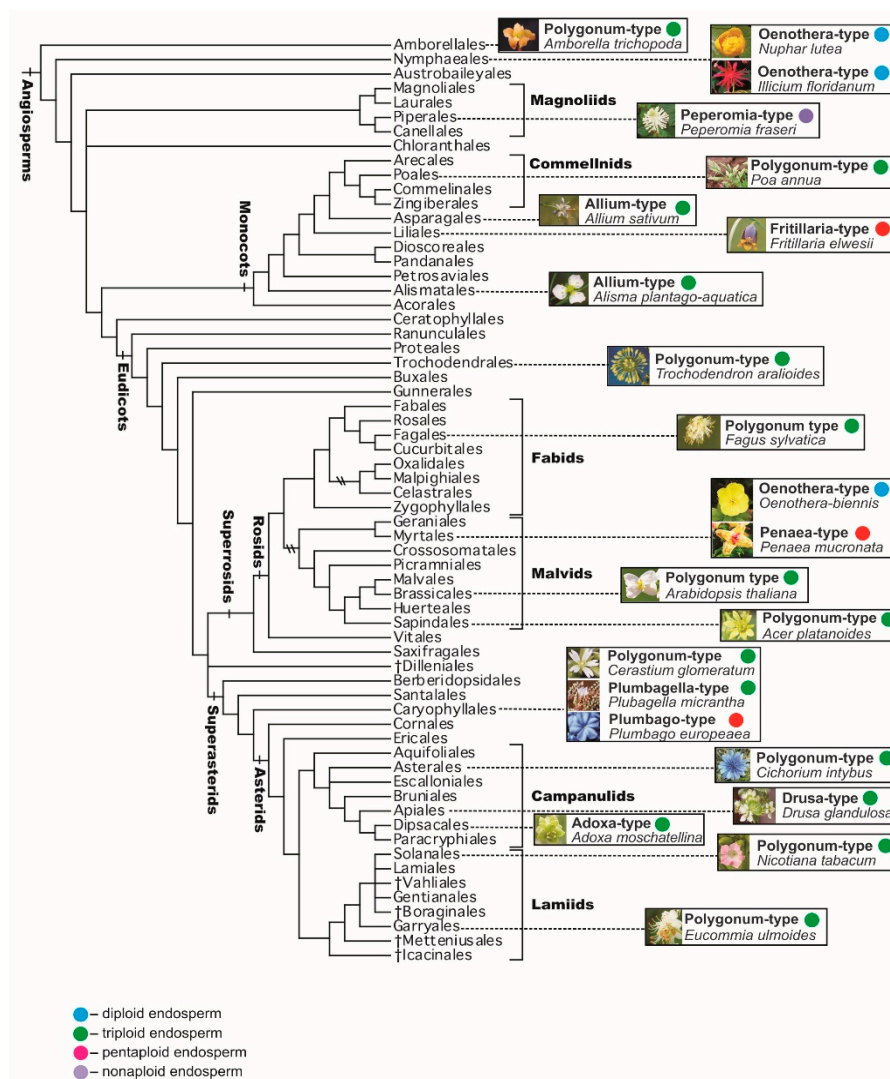 Amborellales
Polygonum-type
Amborella trichopoda
Nymphaeales
Oenothera-type
Nuphar lutea
Oenothera-type
Illicium floridanum
Austrobaileyales
Angiosperms
Magnoliales
Laurales
Piperales
Canellales
Magnoliids
Peperomia-type
Peperomia fraseri
Chloranthales
Arecales
Poales
Commelinales
Zingiberales
Commellnids
Polygonum-type
Poa annua
Asparagales
Allium-type
Allium sativum
Liliales
Fritillaria-type
Fritillaria elwesii
Monocots
Dioscoreales
Pandanales
Petrosaviales
Alismatales
Allium-type
Alisma plantago-aquatica
Acorales
Ceratophyllales
Ranunculales
Eudicots
Proteales
Trochodendrales
Polygonum-type
Trochodendron aralioides
Buxales
Gunnerales
Fabales
Rosales
Fagales
Polygonum type
Fagus sylvatica
Cucurbitales
Fabids
Oxalidales
Malpighiales
Celastrales
Zygophyllales
Superrosids
Rosids
Geraniales
Myrtales
Oenothera-type
Oenothera-biennis
Penaea-type
Penaea mucronata
Crossosomatales
Picramniales
Malvids
Malvales
Brassicales
Polygonum type
Arabidopsis thaliana
Huerteales
Sapindales
Polygonum-type
Acer platanoides
Vitales
Saxifragales
†Dilleniales
Berberidopsidales
Santalales
Caryophyllales
Polygonum-type
Cerastium glomeratum
Plumbagella-type
Plubagella micrantha
Plumbago-type
Plumbago europeaea
Superasterids
Asterids
Cornales
Ericales
Aquifoliales
Asterales
Polygonum-type
Cichorium intybus
Escalloniales
Bruniales
Campanulids
Apiales
Drusa-type
Drusa glandulosa
Dipsacales
Adoxa-type
Adoxa moschatellina
Paracryphiales
Solanales
Polygonum-type
Nicotiana tabacum
Lamiales
†Vahliales
Gentianales
Lamiids
†Boraginales
Garryales
Polygonum-type
Eucommia ulmoides
†Metteniusales
†Icacinales
– diploid endosperm
– triploid endosperm
– pentaploid endosperm
– nonaploid endosperm